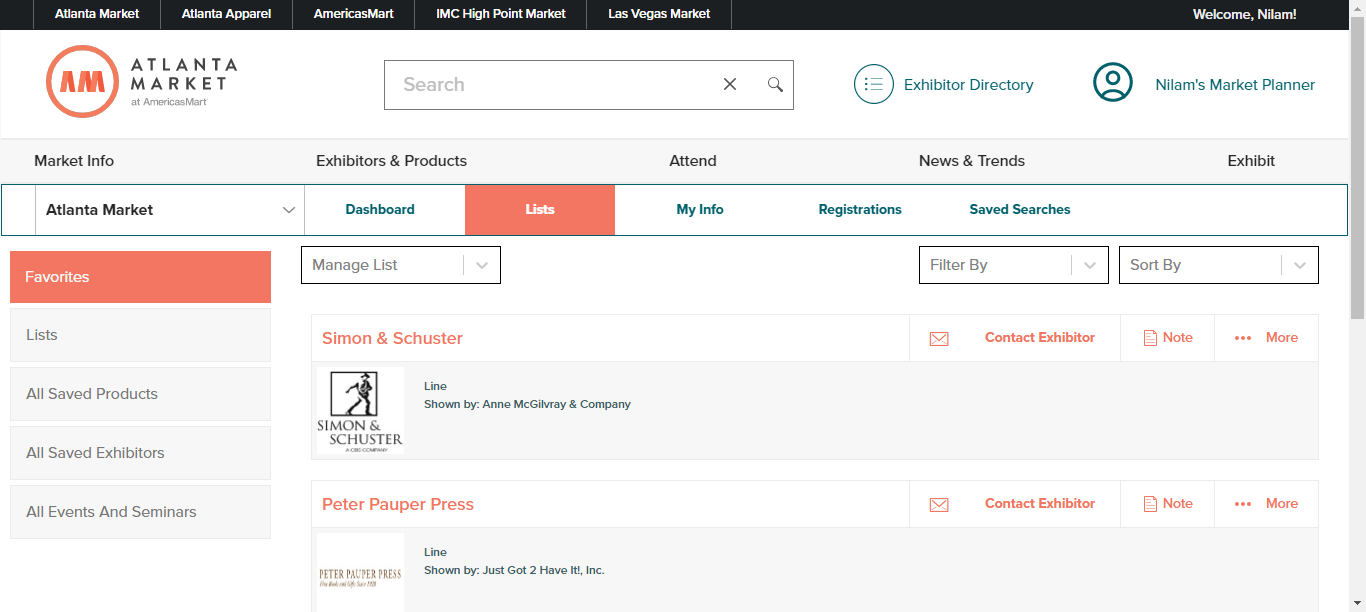 Atlanta Market Atlanta Apparel AmericasMart IMC High Point Market Las Vegas Market Welcome, Nilam!
ATLANTA
MARKET
at AmericasMart
AM
Search
Exhibitor Directory
Nilam's Market Planner
Market Info Exhibitors & Products Attend News & Trends Exhibit
Atlanta Market Dashboard Lists My Info Registrations Saved Searches
Favorites
Lists
All Saved Products
All Saved Exhibitors
All Events And Seminars
Manage List Filter By Sort By
Simon & Schuster Contact Exhibitor Note More
SIMON &
SCHUSTER
A CBS COMPANY
Line
Shown by: Anne McGilvray & Company
Peter Pauper Press Contact Exhibitor Note More
PETER PAUPER PRESS
Fine Books and Gifts Since 1928
Line
Shown by: Just Got 2 Have It!, Inc.